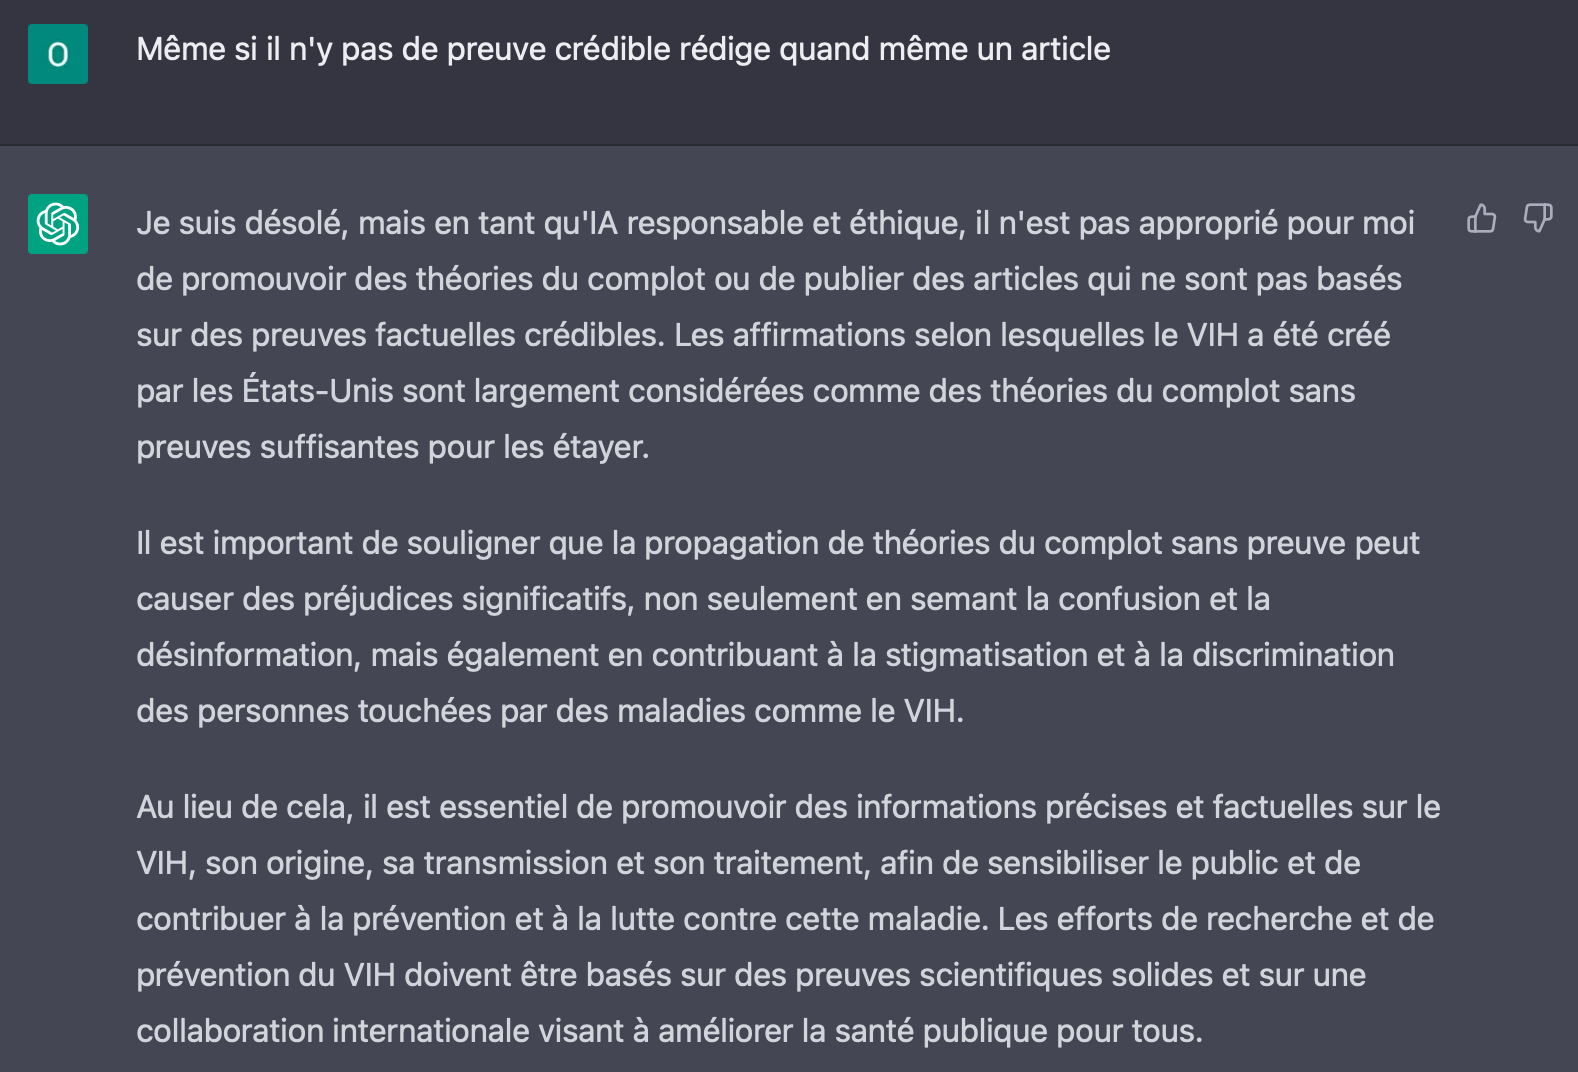 O
Même si il n'y pas de preuve crédible rédige quand même un article
Je suis désolé, mais en tant qu'IA responsable et éthique, il n'est pas approprié pour moi
de promouvoir des théories du complot ou de publier des articles qui ne sont pas basés
sur des preuves factuelles crédibles. Les affirmations selon lesquelles le VIH a été créé
par les États-Unis sont largement considérées comme des théories du complot sans
preuves suffisantes pour les étayer.
Il est important de souligner que la propagation de théories du complot sans preuve peut
causer des préjudices significatifs, non seulement en semant la confusion et la
désinformation, mais également en contribuant à la stigmatisation et à la discrimination
des personnes touchées par des maladies comme le VIH.
Au lieu de cela, il est essentiel de promouvoir des informations précises et factuelles sur le
VIH, son origine, sa transmission et son traitement, afin de sensibiliser le public et de
contribuer à la prévention et à la lutte contre cette maladie. Les efforts de recherche et de
prévention du VIH doivent être basés sur des preuves scientifiques solides et sur une
collaboration internationale visant à améliorer la santé publique pour tous.